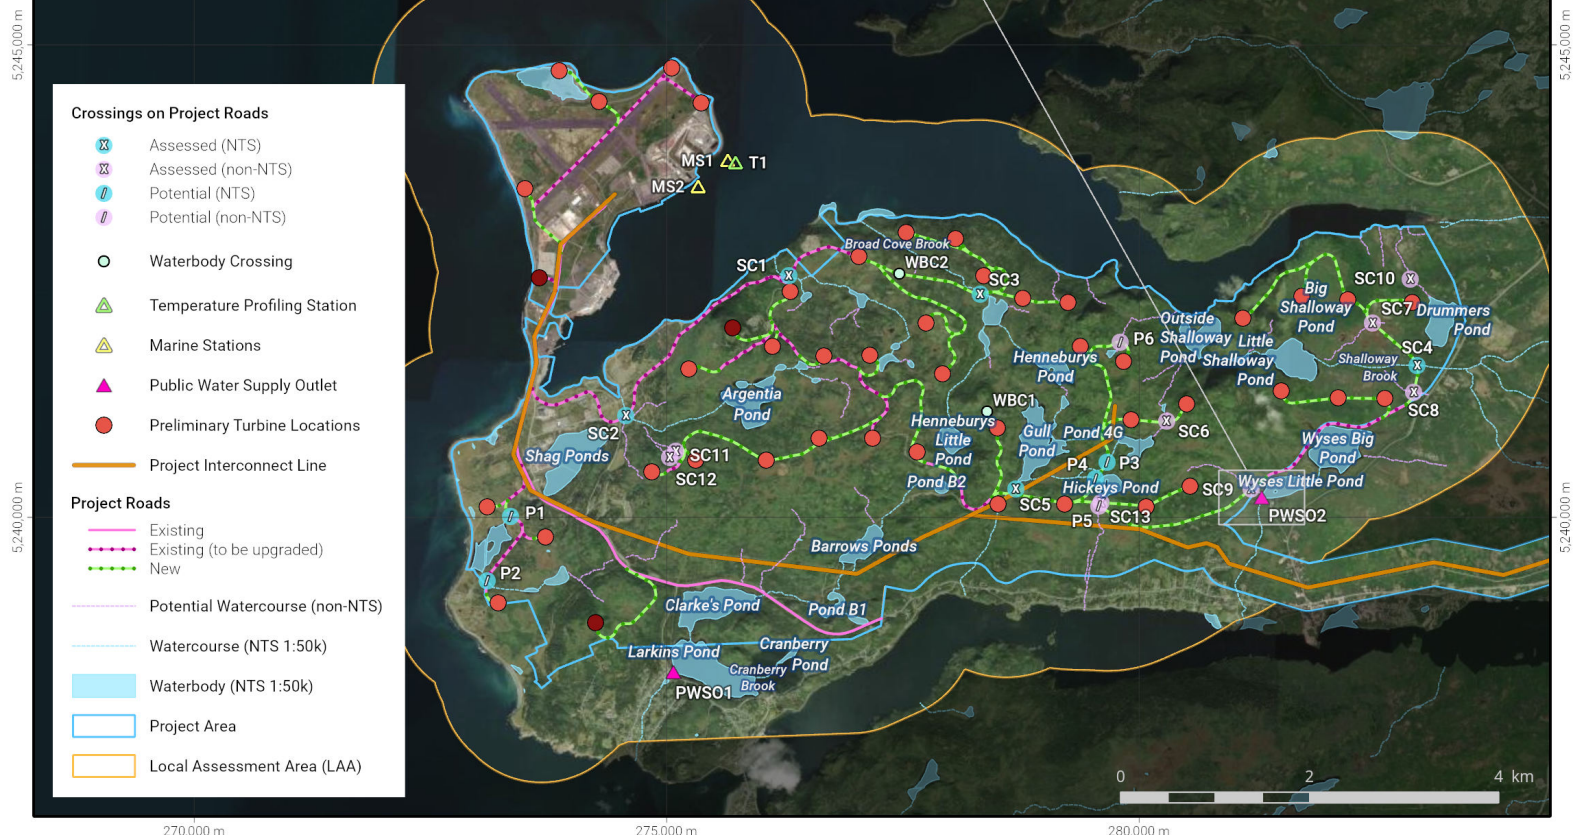 5,245,000 m
5,240,000 m
Crossings on Project Roads
Assessed (NTS)
Assessed (non-NTS)
Potential (NTS)
Potential (non-NTS)
Waterbody Crossing
Temperature Profiling Station
Marine Stations
Public Water Supply Outlet
Preliminary Turbine Locations
Project Interconnect Line
Project Roads
Existing
Existing (to be upgraded)
New
Potential Watercourse (non-NTS)
Watercourse (NTS 1:50k)
Waterbody (NTS 1:50k)
Project Area
Local Assessment Area (LAA)
MS1
T1
MS2
Broad Cove Brook
SC1
WBC2
SC3
SC10
Big
Shalloway
Pond
SC7
Drummers
Pond
Outside
Shalloway
Pond
Little
Shalloway
Pond
P6
SC4
Shalloway
Brook
Henneburys
Pond
SC8
Argentia
Pond
WBC1
SC2
Henneburys
Little
Pond
Gull
Pond
Pond 4G
SC6
Wyses Big
Pond
Shag Ponds
SC11
SC12
P4
P3
Pond B2
Hickeys Pond
SC9
Wyses Little Pond
SC5
P5
SC13
PWSO2
P1
Barrows Ponds
P2
Clarke's Pond
Pond B1
Larkins Pond
Cranberry
Pond
Cranberry
Brook
PWSO1
0
2
4 km
5,245,000 m
5,240,000 m
270,000 m
275,000 m
280,000 m